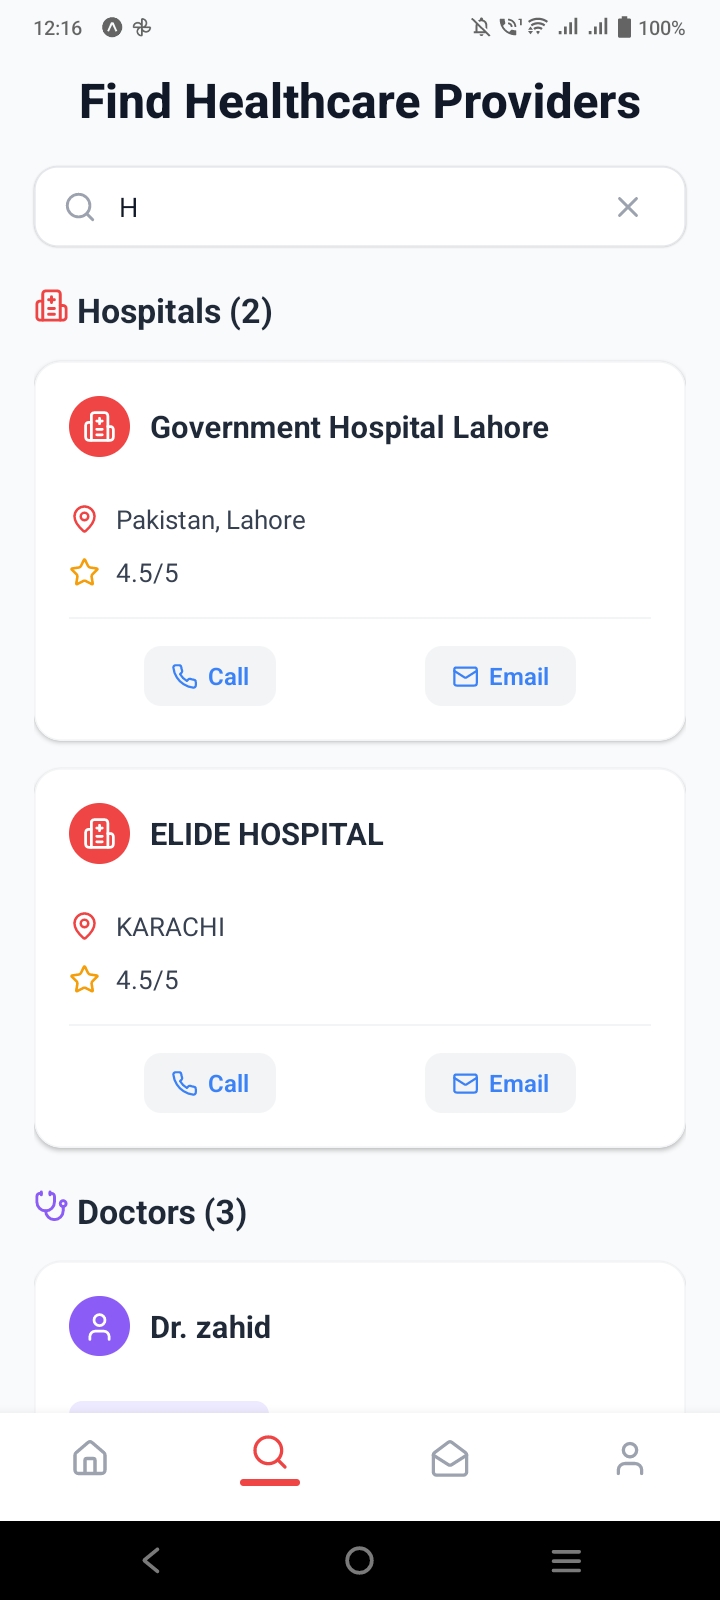 12:16
100%
Find Healthcare Providers
H
Hospitals (2)
Government Hospital Lahore
Pakistan, Lahore
4.5/5
Call Email
ELIDE HOSPITAL
KARACHI
4.5/5
Call Email
Doctors (3)
Dr. zahid